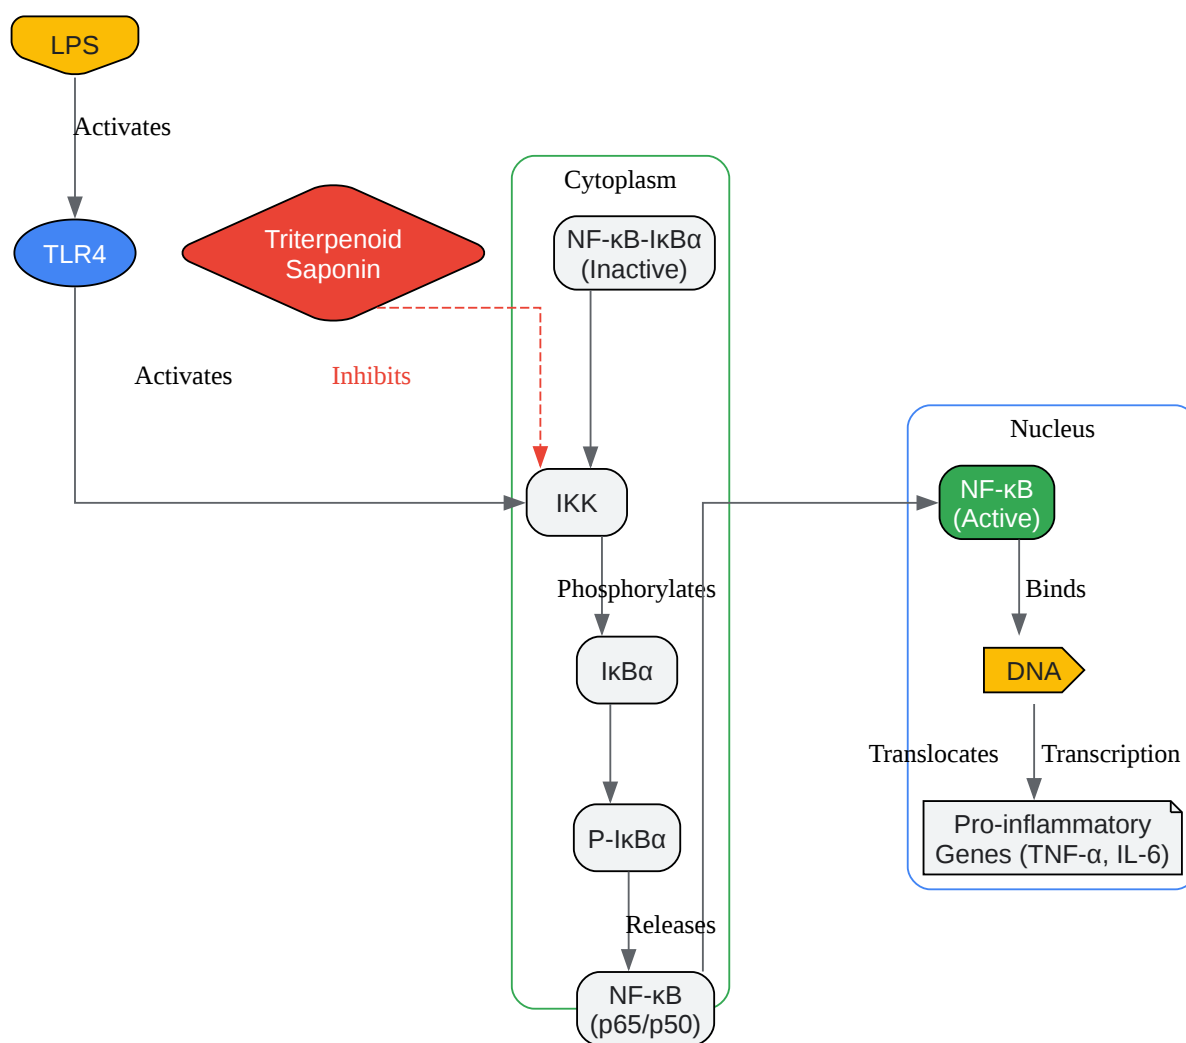 LPS
Activates
Cytoplasm
TLR4
Triterpenoid
Saponin
NF-κB-IκBα
(Inactive)
Activates
Inhibits
Nucleus
IKK
NF-κB
(Active)
Phosphorylates
Binds
IκBα
DNA
Translocates
Transcription
P-IκBα
Pro-inflammatory
Genes (TNF-α, IL-6)
Releases
NF-κB
(p65/p50)